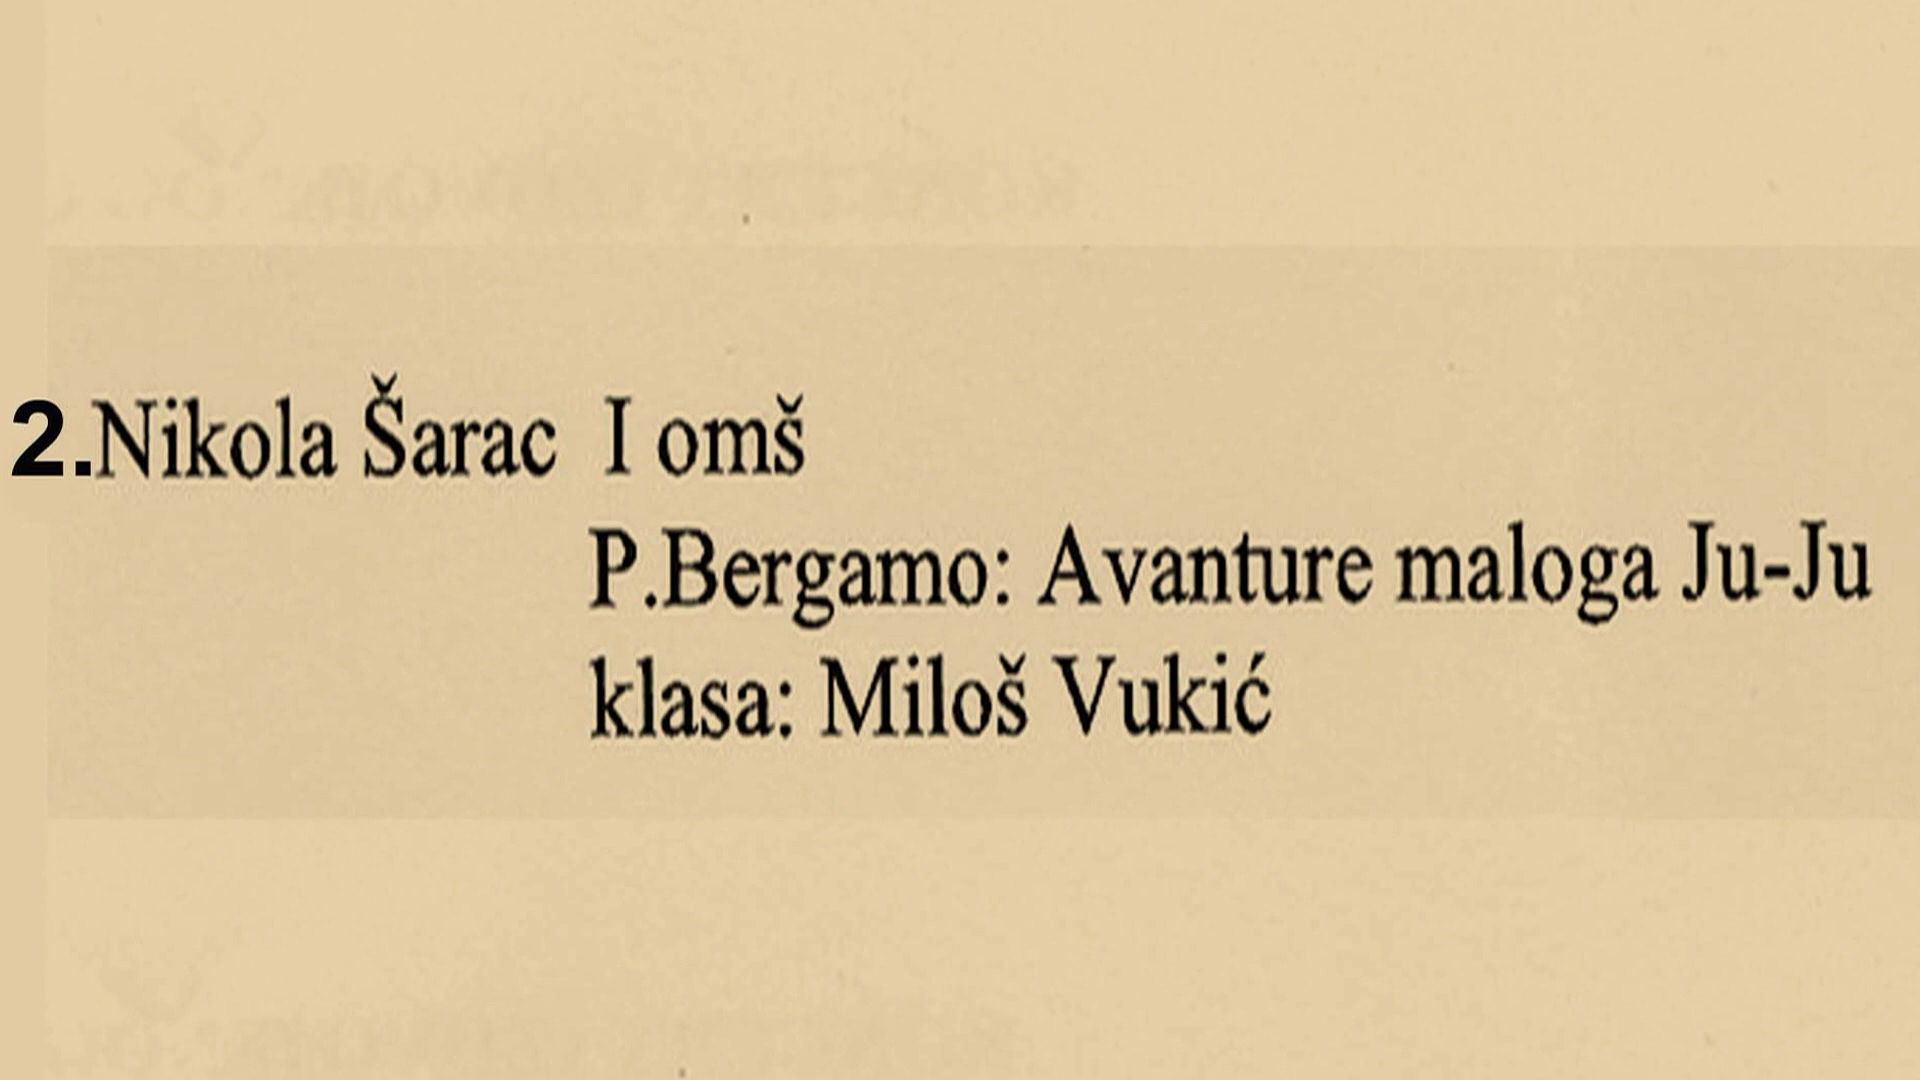 2.Nikola Šarac I omš
P.Bergamo: Avanture maloga Ju-Ju
klasa: Miloš Vukić